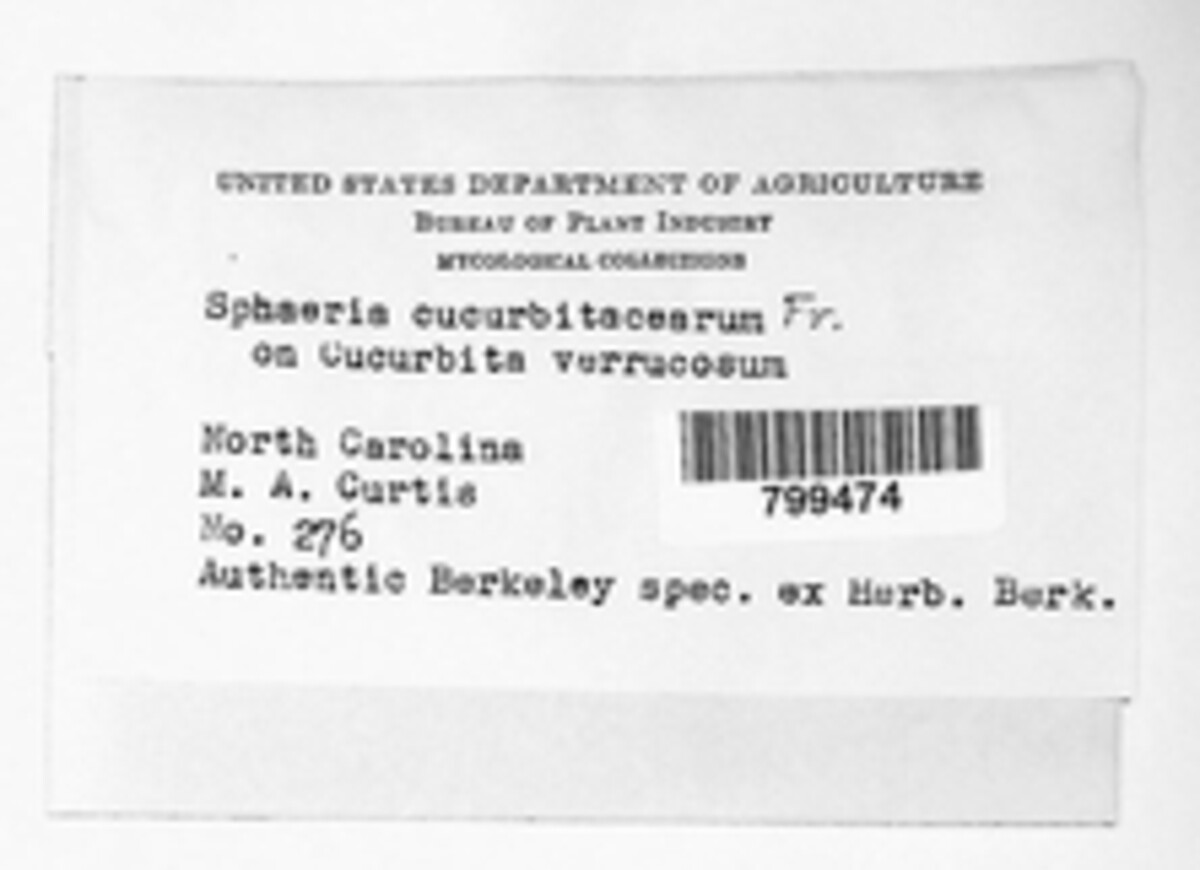 UNITED STATES DEPARTMENT OF AGRICULTURE
BUREAU OF PLANT INDUSTRY
MYCOLOGICAL COLLECTIONS
Sphaeria cucurbitacearum Fr.
on Cucurbita verrucosum
North Carolina
M. A. Curtis
No. 276
Authentic Berkeley spec. ex Herb. Berk.
799474